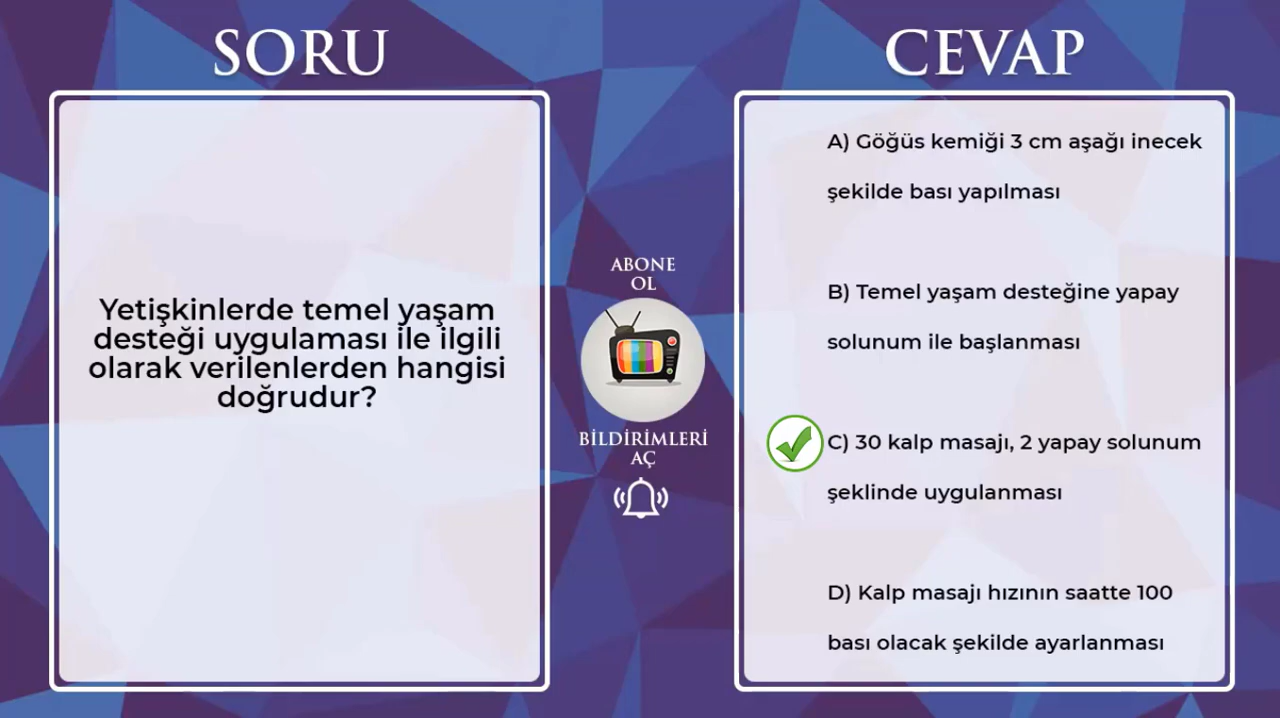 SORU
Yetişkinlerde temel yaşam
desteği uygulaması ile ilgili
olarak verilenlerden hangisi
doğrudur?
ABONE
OL
BİLDİRİMLERİ
AÇ
CEVAP
A) Göğüs kemiği 3 cm aşağı inecek
şekilde bası yapılması
B) Temel yaşam desteğine yapay
solunum ile başlanması
C) 30 kalp masajı, 2 yapay solunum
şeklinde uygulanması
D) Kalp masajı hızının saatte 100
bası olacak şekilde ayarlanması